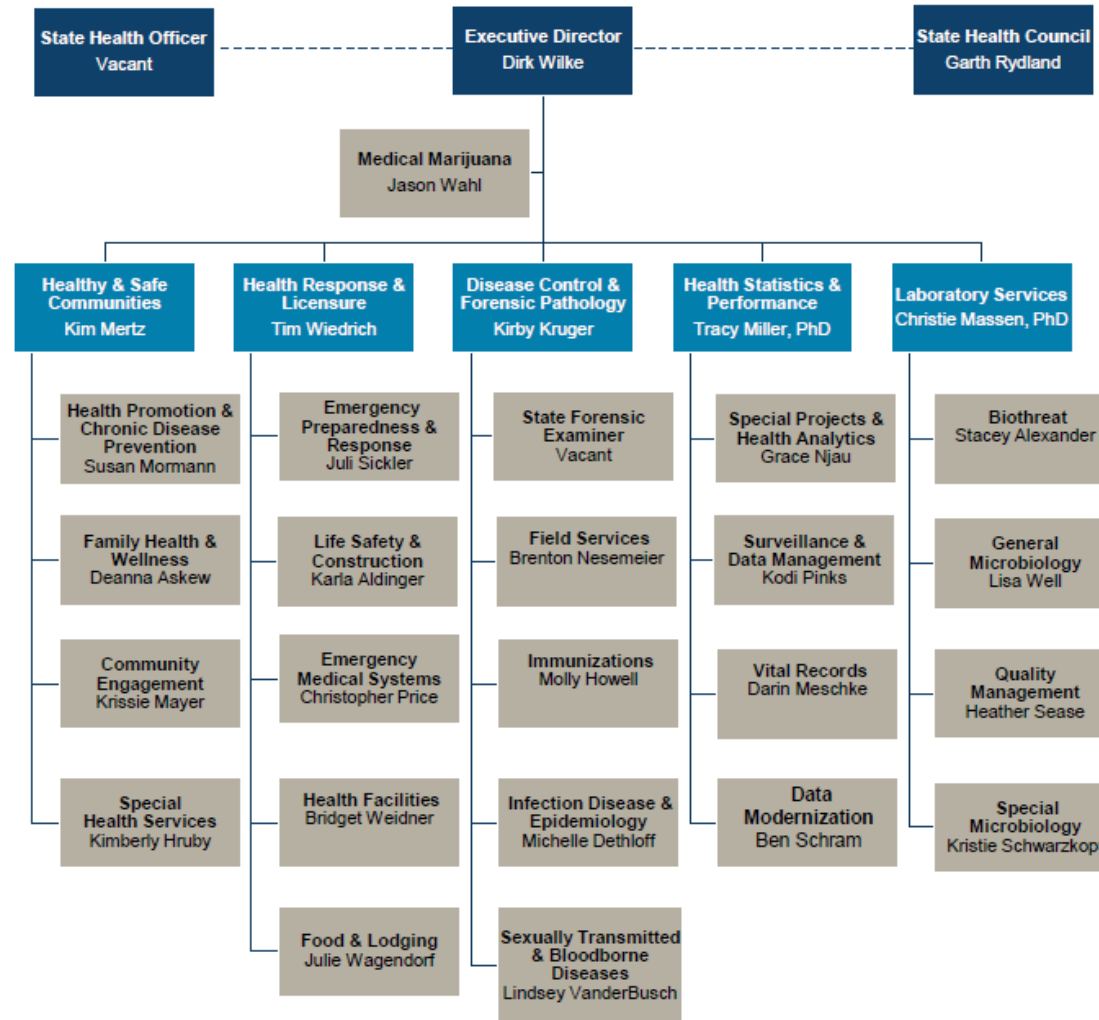 State Health Officer
Vacant
Executive Director
Dirk Wilke
State Health Council
Garth Rydland
Medical Marijuana
Jason Wahl
Healthy & Safe
Communities
Kim Mertz
Health Response &
Licensure
Tim Wiedrich
Disease Control &
Forensic Pathology
Kirby Kruger
Health Statistics &
Performance
Tracy Miller, PhD
Laboratory Services
Christie Massen, PhD
Health Promotion &
Chronic Disease
Prevention
Susan Mormann
Family Health &
Wellness
Deanna Askew
Community
Engagement
Krissie Mayer
Special
Health Services
Kimberly Hruby
Emergency
Preparedness &
Response
Juli Sickler
Life Safety &
Construction
Karla Aldinger
Emergency
Medical Systems
Christopher Price
Health Facilities
Bridget Weidner
Food & Lodging
Julie Wagendorf
State Forensic
Examiner
Vacant
Field Services
Brenton Nesemeier
Immunizations
Molly Howell
Infection Disease &
Epidemiology
Michelle Dethloff
Sexually Transmitted
& Bloodborne
Diseases
Lindsey VanderBusch
Special Projects &
Health Analytics
Grace Njau
Surveillance &
Data Management
Kodi Pinks
Vital Records
Darin Meschke
Data
Modernization
Ben Schram
Biothreat
Stacey Alexander
General
Microbiology
Lisa Well
Quality
Management
Heather Sease
Special
Microbiology
Kristie Schwarzkopf